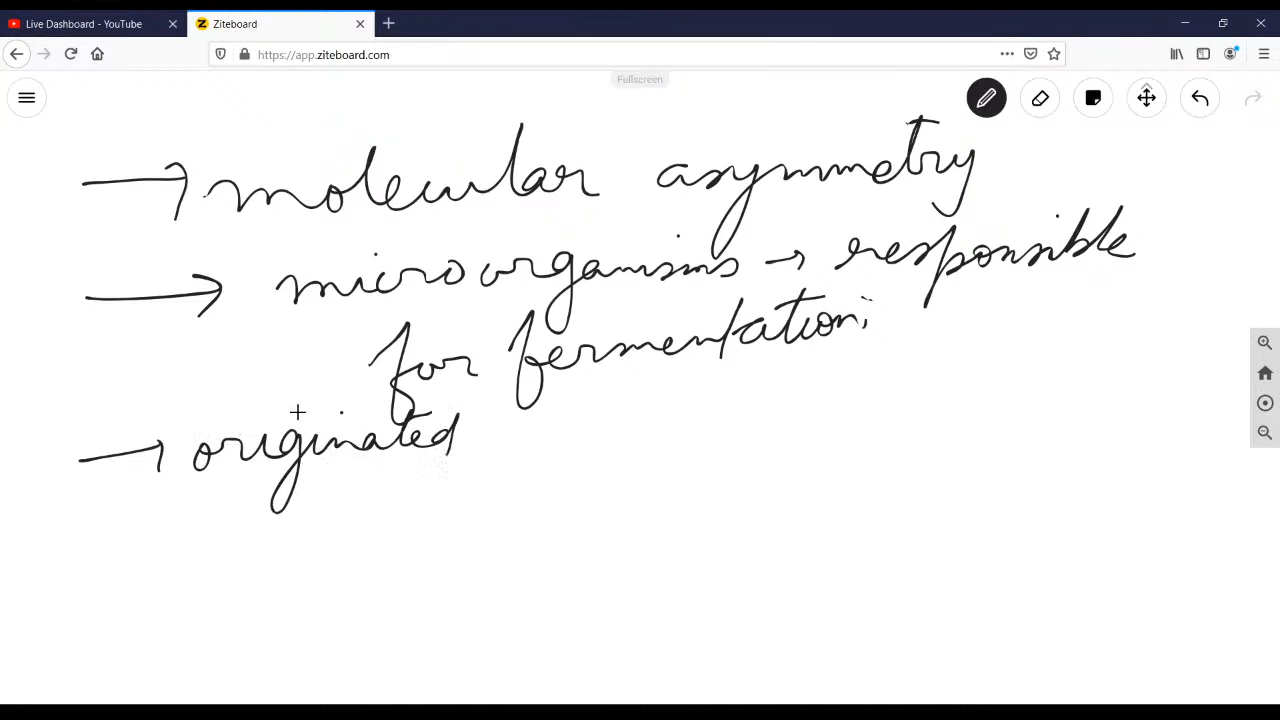 Live Dashboard - YouTube
Ziteboard
https://app.ziteboard.com
Fullscreen
→ molecular asymmetry
→ microorganisms → responsible
for fermentation;
→ originated